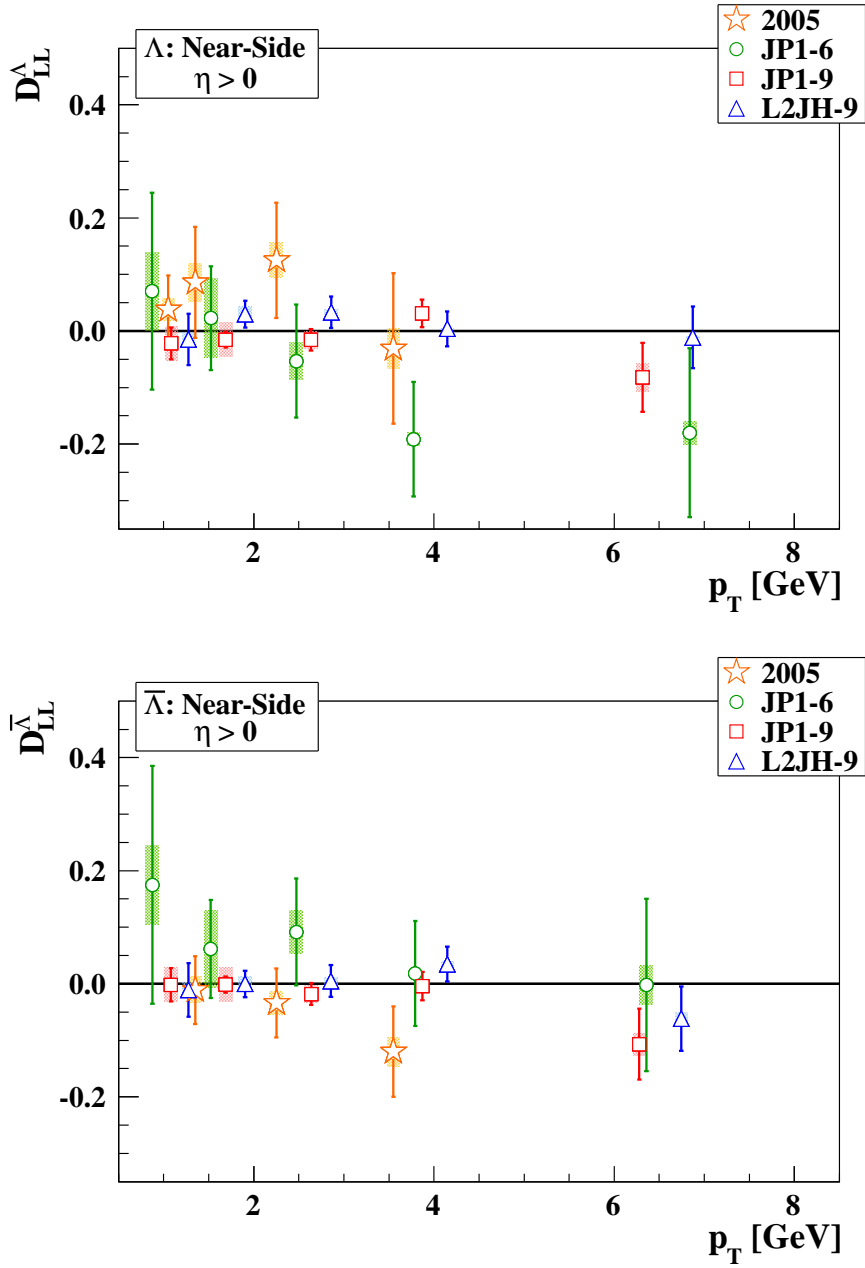 Λ: Near-Side
η > 0
2005
JP1-6
JP1-9
L2JH-9
D_LL^Λ
0.4
0.2
0.0
-0.2
2 4 6 8
p_T [GeV]
Λ̅: Near-Side
η > 0
2005
JP1-6
JP1-9
L2JH-9
D_LL^Λ̅
0.4
0.2
0.0
-0.2
2 4 6 8
p_T [GeV]